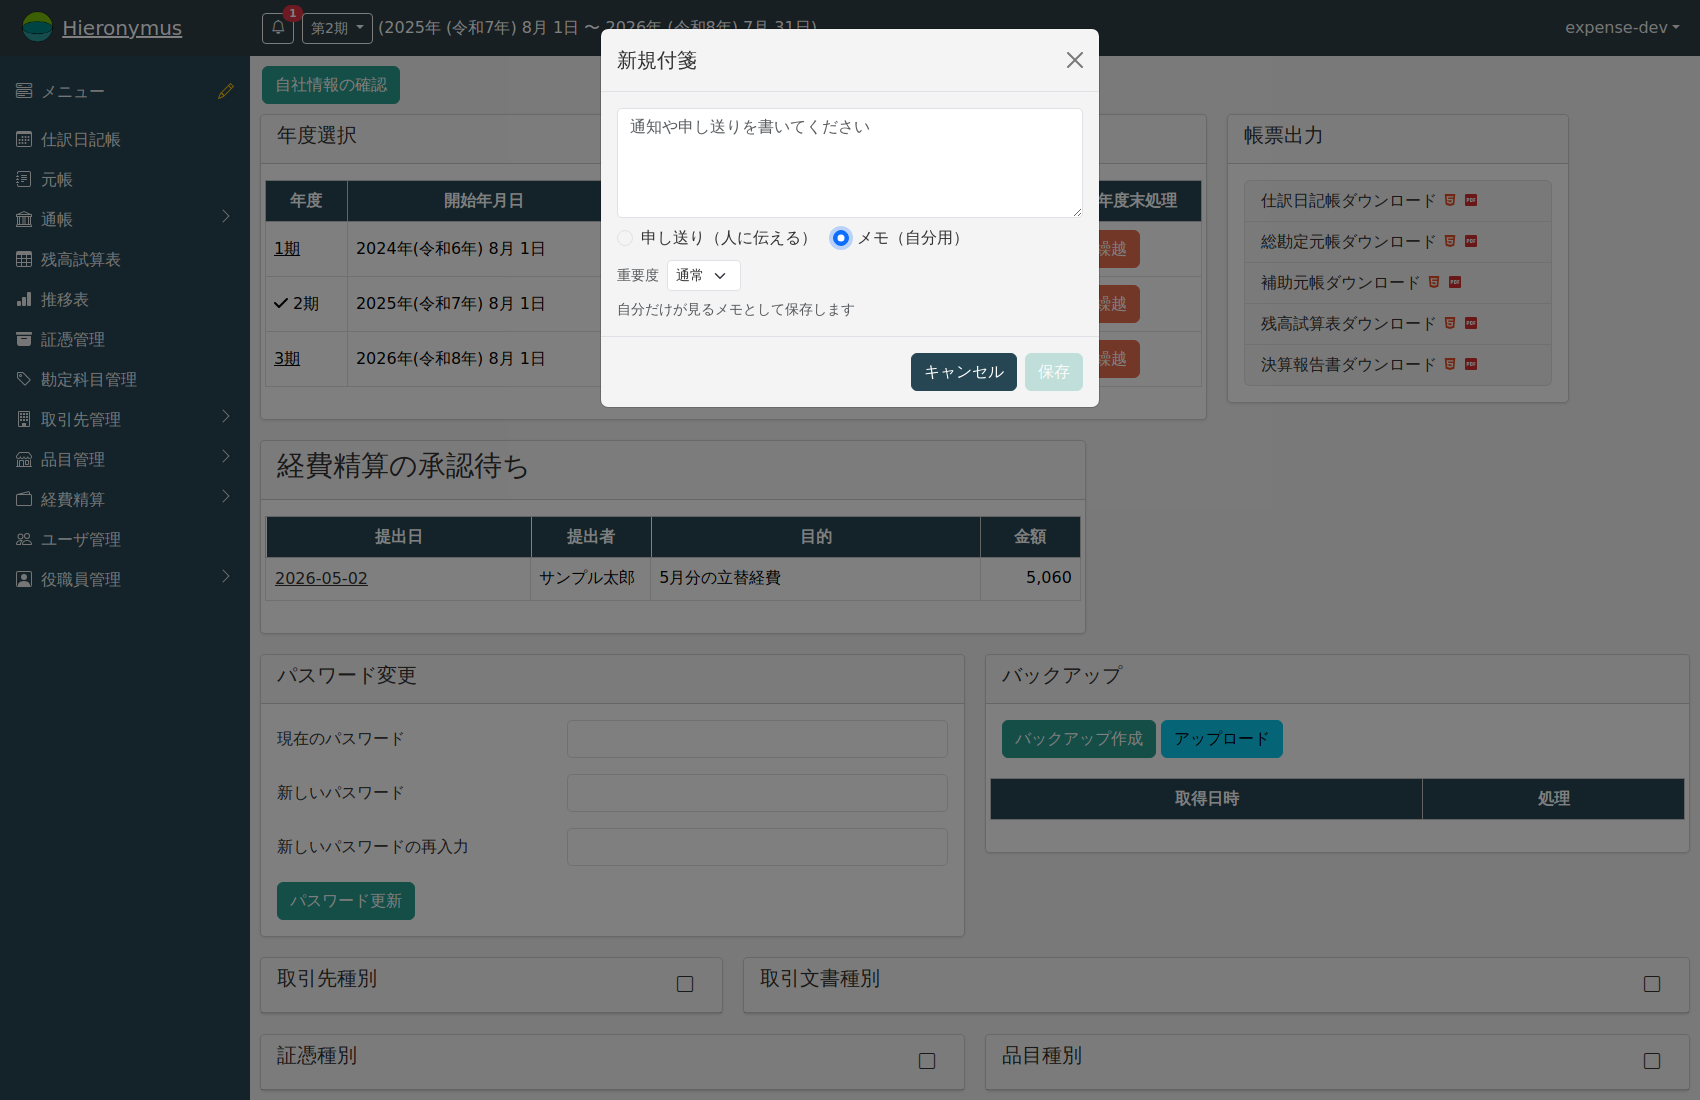 Hieronymus
1
第2期
(2025年 (令和7年) 8月 1日 〜 2026年 (令和8年) 7月 31日)
expense-dev
メニュー
仕訳日記帳
元帳
通帳
残高試算表
推移表
証憑管理
勘定科目管理
取引先管理
品目管理
経費精算
ユーザ管理
役職員管理
新規付箋
通知や申し送りを書いてください
申し送り（人に伝える）
メモ（自分用）
重要度
通常
自分だけが見るメモとして保存します
キャンセル
保存
自社情報の確認
年度選択
年度
開始年月日
年度末処理
1期
2024年(令和6年) 8月 1日
繰越
2期
2025年(令和7年) 8月 1日
繰越
3期
2026年(令和8年) 8月 1日
繰越
帳票出力
仕訳日記帳ダウンロード
総勘定元帳ダウンロード
補助元帳ダウンロード
残高試算表ダウンロード
決算報告書ダウンロード
経費精算の承認待ち
提出日
提出者
目的
金額
2026-05-02
サンプル太郎
5月分の立替経費
5,060
パスワード変更
現在のパスワード
新しいパスワード
新しいパスワードの再入力
パスワード更新
バックアップ
バックアップ作成
アップロード
取得日時
処理
取引先種別
取引文書種別
証憑種別
品目種別